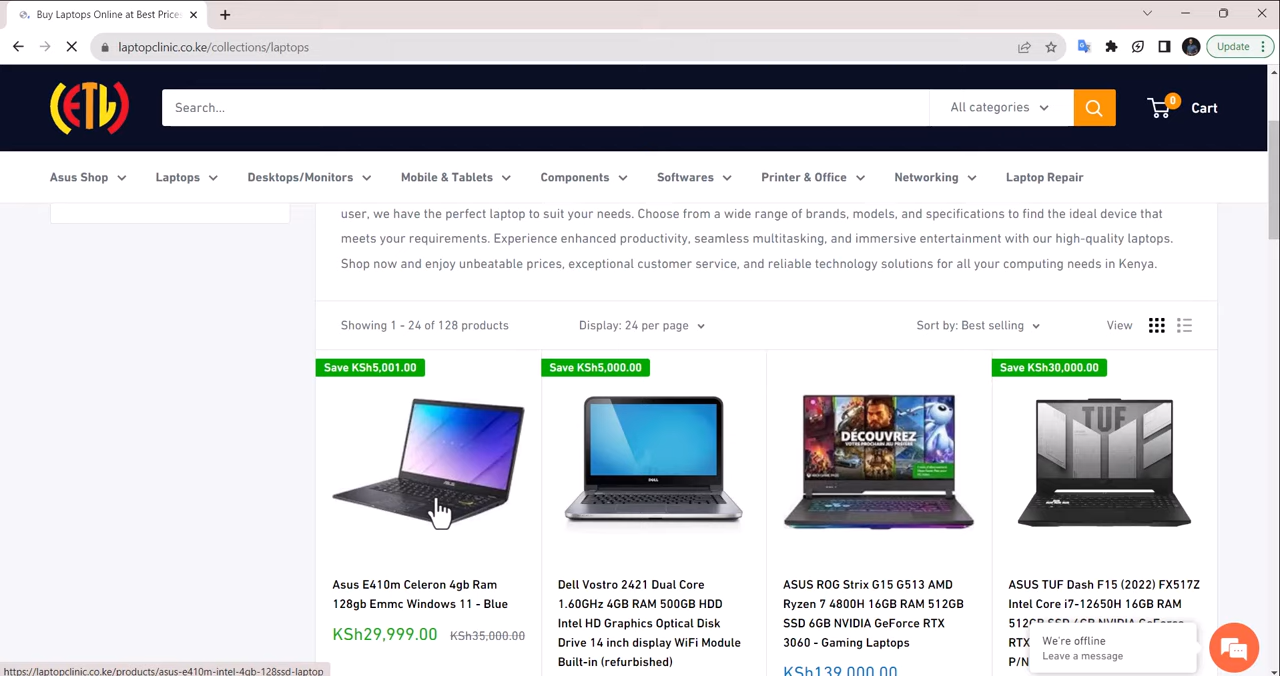 Buy Laptops Online at Best Prices
laptopclinic.co.ke/collections/laptops
Update
ETL
Search...
All categories
0
Cart
Asus Shop
Laptops
Desktops/Monitors
Mobile & Tablets
Components
Softwares
Printer & Office
Networking
Laptop Repair
user, we have the perfect laptop to suit your needs. Choose from a wide range of brands, models, and specifications to find the ideal device that
meets your requirements. Experience enhanced productivity, seamless multitasking, and immersive entertainment with our high-quality laptops.
Shop now and enjoy unbeatable prices, exceptional customer service, and reliable technology solutions for all your computing needs in Kenya.
Showing 1 - 24 of 128 products
Display: 24 per page
Sort by: Best selling
View
Save KSh5,001.00
Save KSh5,000.00
Save KSh30,000.00
DÉCOUVREZ
TUF
DELL
Asus E410m Celeron 4gb Ram
128gb Emmc Windows 11 - Blue
KSh29,999.00
KSh35,000.00
Dell Vostro 2421 Dual Core
1.60GHz 4GB RAM 500GB HDD
Intel HD Graphics Optical Disk
Drive 14 inch display WiFi Module
Built-in (refurbished)
ASUS ROG Strix G15 G513 AMD
Ryzen 7 4800H 16GB RAM 512GB
SSD 6GB NVIDIA GeForce RTX
3060 - Gaming Laptops
KSh139,000.00
ASUS TUF Dash F15 (2022) FX517Z
Intel Core i7-12650H 16GB RAM
512GB
RTX
P/N
We're offline
Leave a message
https://laptopclinic.co.ke/products/asus-e410m-intel-4gb-128ssd-laptop